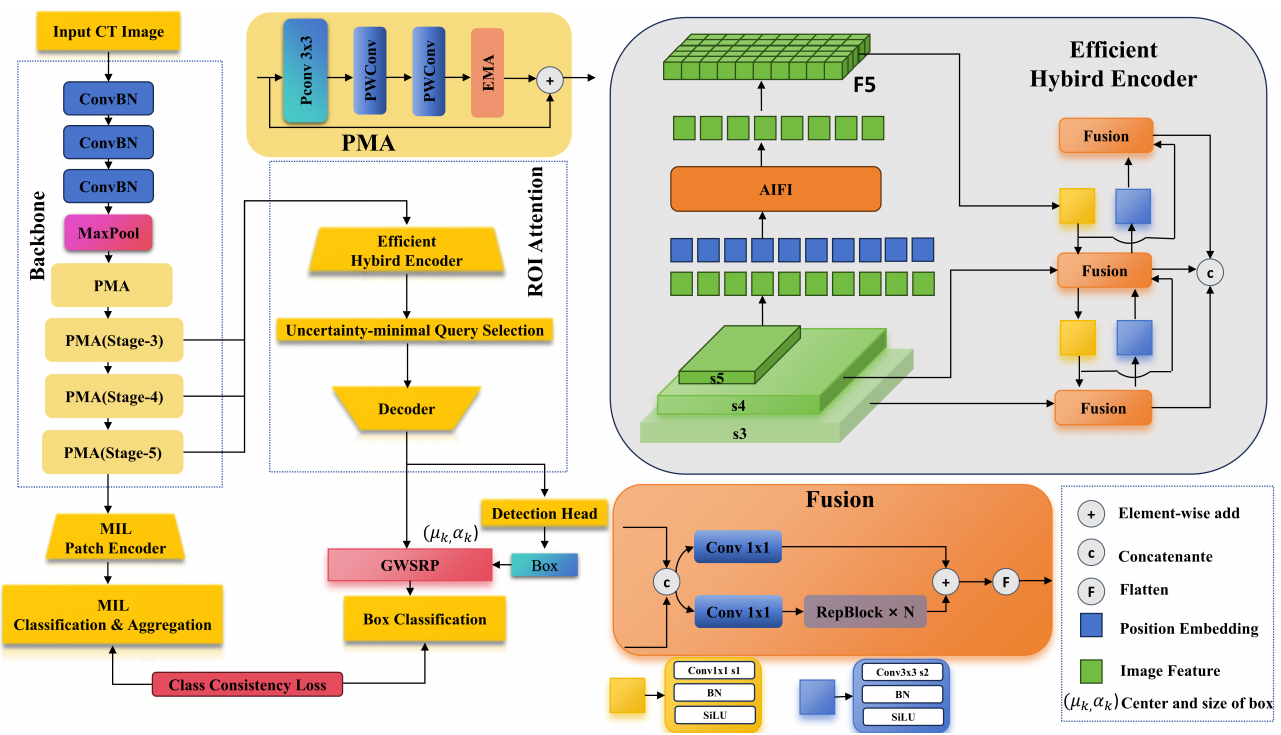 Input CT Image
Backbone
ConvBN
ConvBN
ConvBN
MaxPool
PMA
PMA(Stage-3)
PMA(Stage-4)
PMA(Stage-5)
MIL
Patch Encoder
MIL
Classification & Aggregation
Class Consistency Loss
Pconv 3x3
PWConv
PWConv
EMA
+
PMA
ROI Attention
Efficient
Hybird Encoder
Uncertainty-minimal Query Selection
Decoder
Detection Head
(μk,αk)
GWSRP
Box
Box Classification
Efficient
Hybird Encoder
F5
AIFI
s5
s4
s3
Fusion
Fusion
Fusion
c
Fusion
c
Conv 1x1
Conv 1x1
RepBlock × N
+
F
Conv1x1 s1
BN
SiLU
Conv3x3 s2
BN
SiLU
+ Element-wise add
c Concatenante
F Flatten
Position Embedding
Image Feature
(μk,αk) Center and size of box